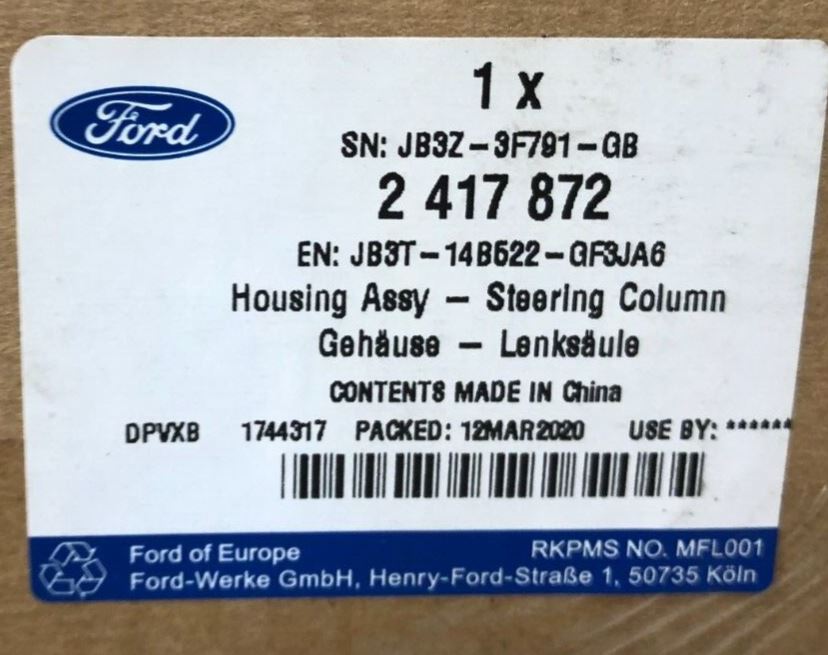 Ford
1 x
SN: JB3Z-3F791-GB
2 417 872
EN: JB3T-14B522-GF3JA6
Housing Assy - Steering Column
Gehäuse - Lenksäule
CONTENTS MADE IN China
DPVXB 1744317 PACKED: 12MAR2020 USE BY: ******
Ford of Europe RKPMS NO. MFL001
Ford-Werke GmbH, Henry-Ford-Straße 1, 50735 Köln